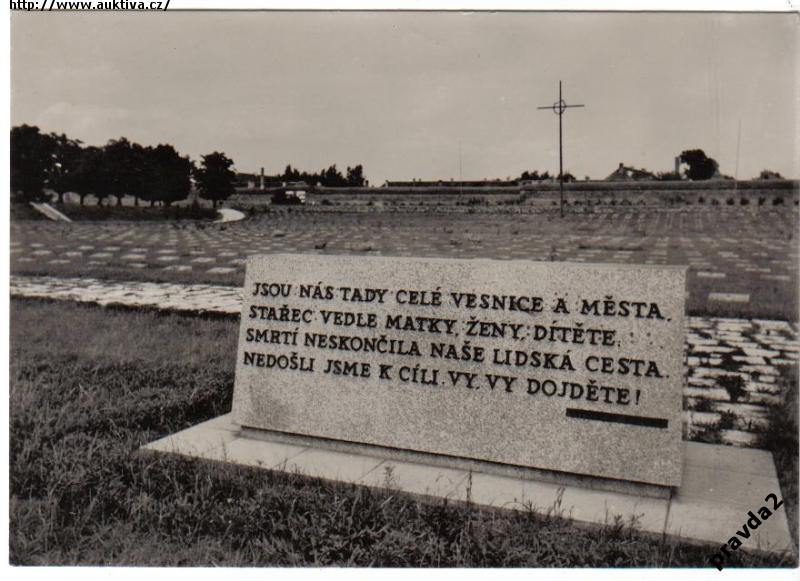 http://www.auktiva.cz/
JSOU NÁS TADY CELÉ VESNICE A MĚSTA.
STAŘEC VEDLE MATKY, ŽENY, DÍTĚTE.
SMRTÍ NESKONČILA NAŠE LIDSKÁ CESTA.
NEDOŠLI JSME K CÍLI. VY, VY DOJDĚTE!
pravda2